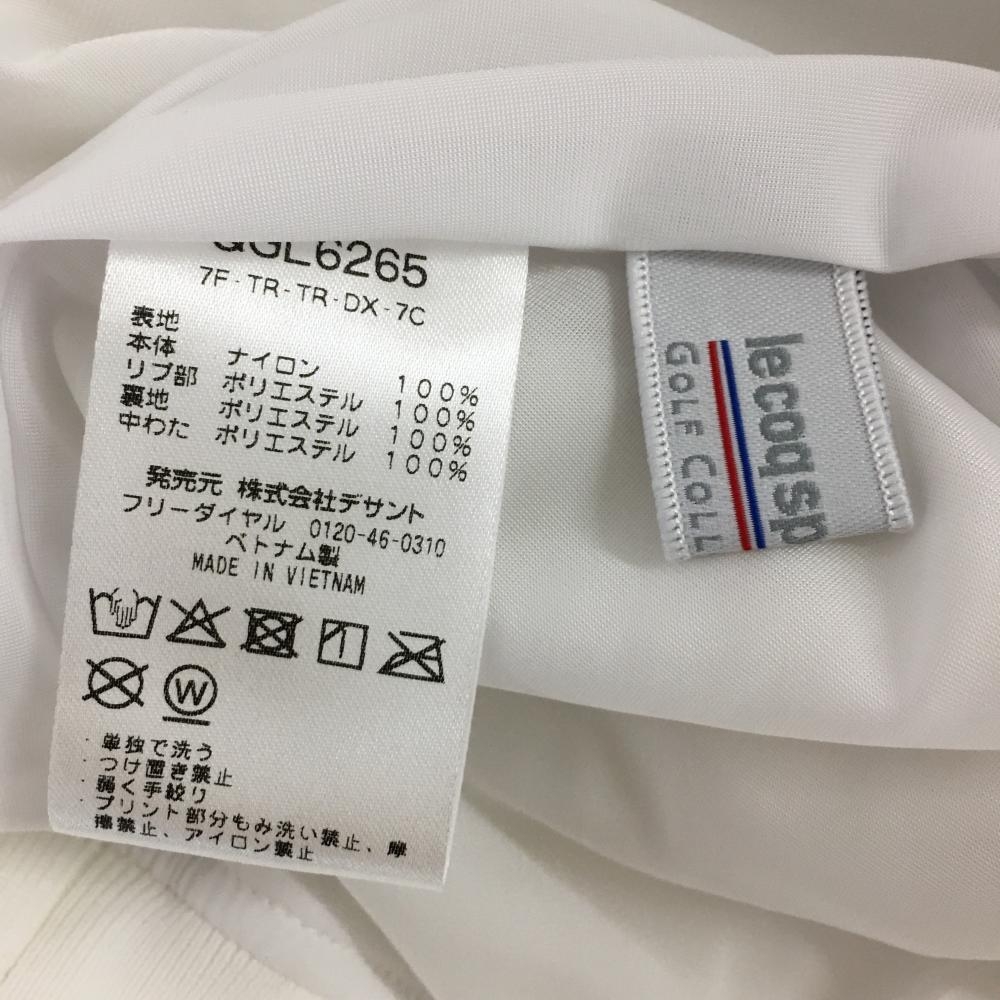 QGL6265
7F-TR-TR-DX-7C
表地
本体 ナイロン 100%
リブ部 ポリエステル 100%
裏地 ポリエステル 100%
中わた ポリエステル 100%
発売元 株式会社デサント
フリーダイヤル 0120-46-0310
ベトナム製
MADE IN VIETNAM
W
・単独で洗う
・つけ置き禁止
・弱く手絞り
・プリント部分もみ洗い禁止、摩
擦禁止、アイロン禁止
lecoqsp
GOLF COLL